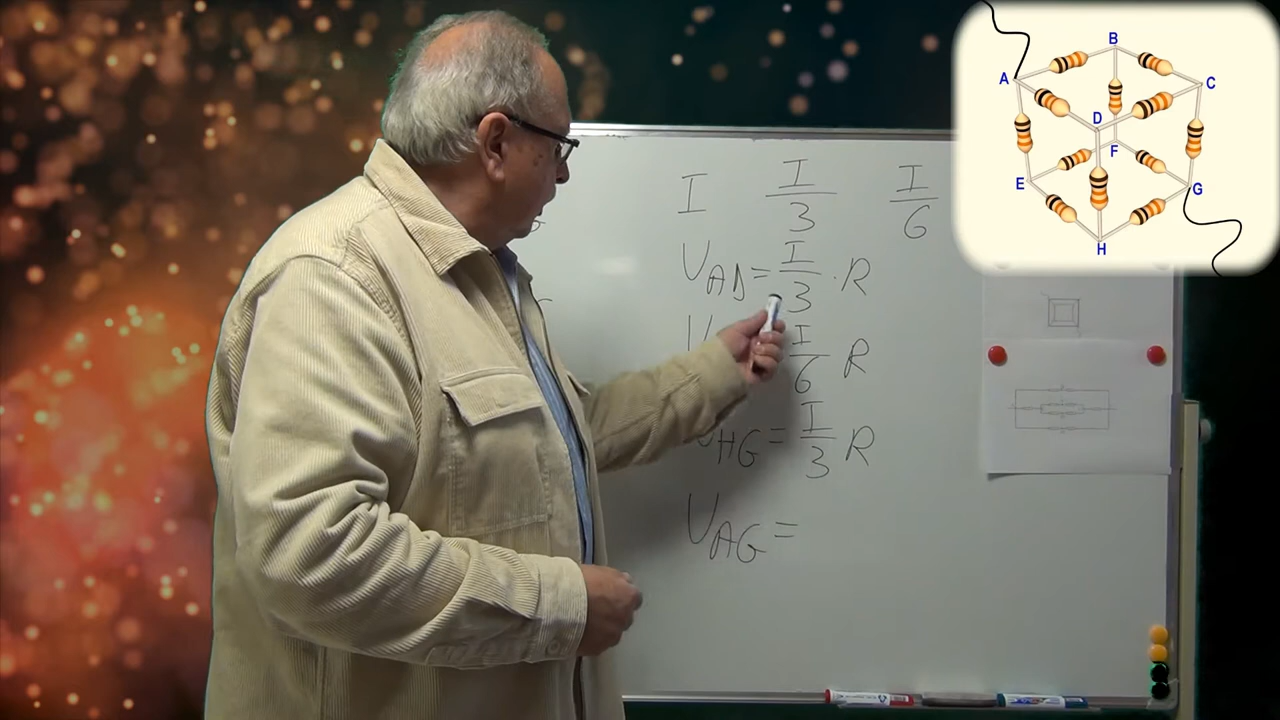 I I/3 I/6
U_AD = I/3 · R
I/6 R
U_HG = I/3 R
U_AG =
B
A
C
D
F
E
G
H